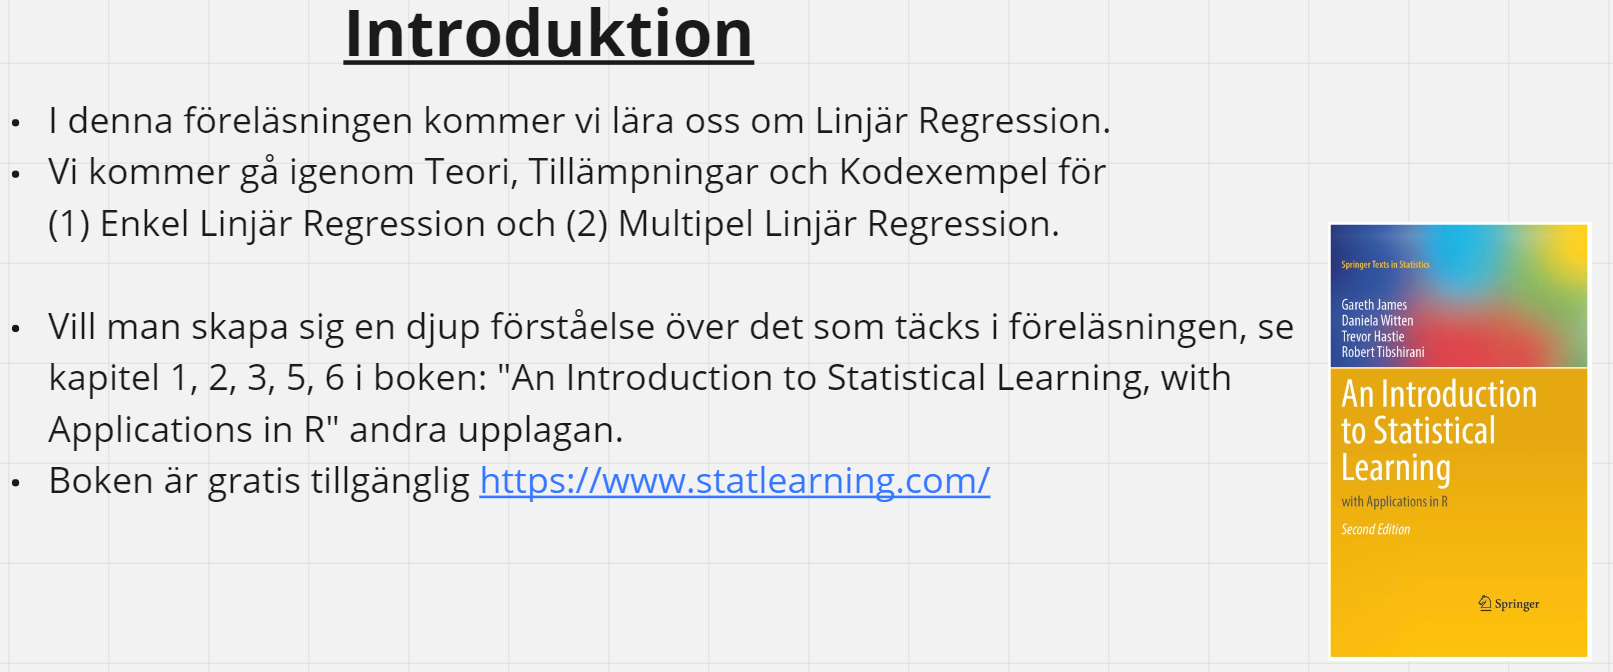 Introduktion
• I denna föreläsningen kommer vi lära oss om Linjär Regression.
• Vi kommer gå igenom Teori, Tillämpningar och Kodexempel för
(1) Enkel Linjär Regression och (2) Multipel Linjär Regression.
• Vill man skapa sig en djup förståelse över det som täcks i föreläsningen, se
kapitel 1, 2, 3, 5, 6 i boken: "An Introduction to Statistical Learning, with
Applications in R" andra upplagan.
• Boken är gratis tillgänglig https://www.statlearning.com/
Springer Texts in Statistics
Gareth James
Daniela Witten
Trevor Hastie
Robert Tibshirani
An Introduction
to Statistical
Learning
with Applications in R
Second Edition
Springer